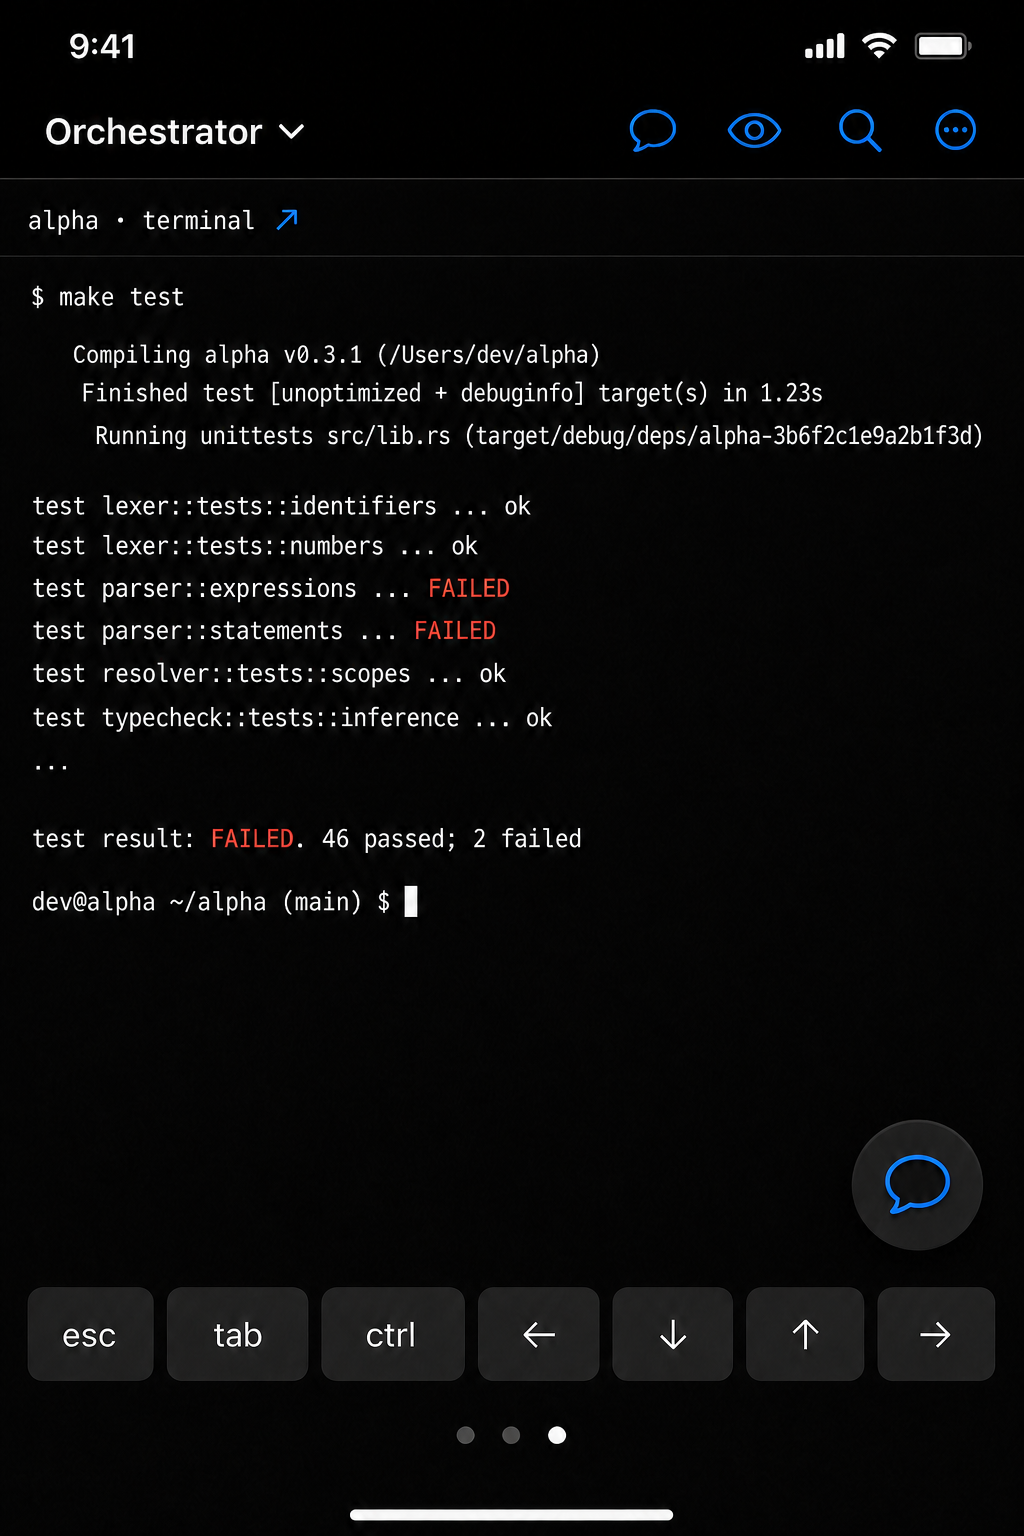 9:41
Orchestrator
alpha • terminal
$ make test
Compiling alpha v0.3.1 (/Users/dev/alpha)
Finished test [unoptimized + debuginfo] target(s) in 1.23s
Running unittests src/lib.rs (target/debug/deps/alpha-3b6f2c1e9a2b1f3d)
test lexer::tests::identifiers ... ok
test lexer::tests::numbers ... ok
test parser::expressions ... FAILED
test parser::statements ... FAILED
test resolver::tests::scopes ... ok
test typecheck::tests::inference ... ok
...
test result: FAILED. 46 passed; 2 failed
dev@alpha ~/alpha (main) $
esc tab ctrl ← ↓ ↑ →